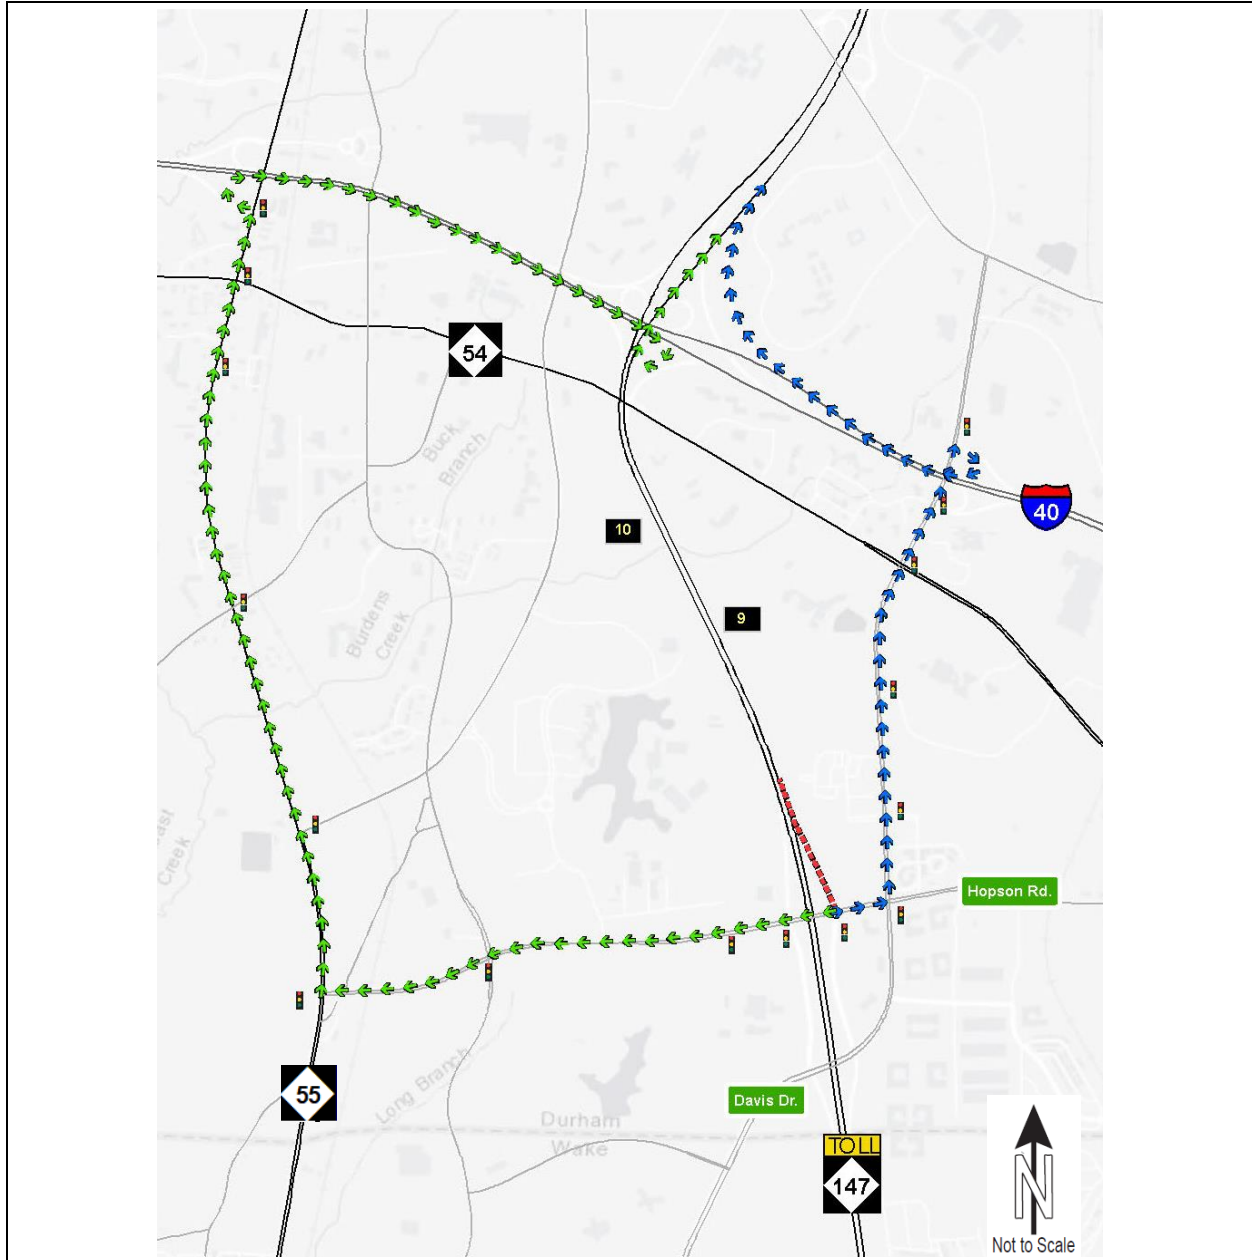 54
Buck
Branch
40
10
9
Burdens
Creek
Creek
Hopson Rd.
55
Long Branch
Davis Dr.
Durham
Wake
TOLL
147
N
Not to Scale